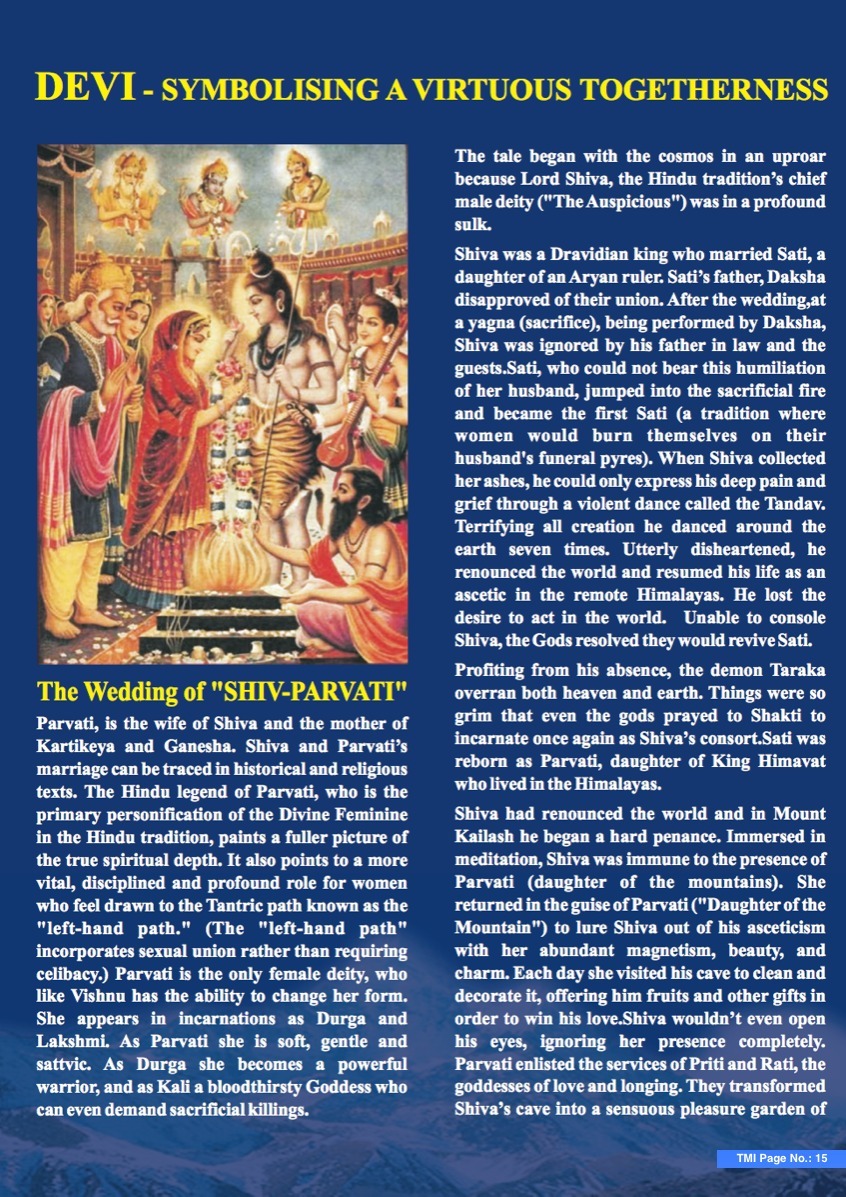 DEVI - SYMBOLISING A VIRTUOUS TOGETHERNESS
The Wedding of "SHIV-PARVATI"
Parvati, is the wife of Shiva and the mother of
Kartikeya and Ganesha. Shiva and Parvati's
marriage can be traced in historical and religious
texts. The Hindu legend of Parvati, who is the
primary personification of the Divine Feminine
in the Hindu tradition, paints a fuller picture of
the true spiritual depth. It also points to a more
vital, disciplined and profound role for women
who feel drawn to the Tantric path known as the
"left-hand path." (The "left-hand path"
incorporates sexual union rather than requiring
celibacy.) Parvati is the only female deity, who
like Vishnu has the ability to change her form.
She appears in incarnations as Durga and
Lakshmi. As Parvati she is soft, gentle and
sattvic. As Durga she becomes a powerful
warrior, and as Kali a bloodthirsty Goddess who
can even demand sacrificial killings.
The tale began with the cosmos in an uproar
because Lord Shiva, the Hindu tradition's chief
male deity ("The Auspicious") was in a profound
sulk.
Shiva was a Dravidian king who married Sati, a
daughter of an Aryan ruler. Sati's father, Daksha
disapproved of their union. After the wedding,at
a yagna (sacrifice), being performed by Daksha,
Shiva was ignored by his father in law and the
guests.Sati, who could not bear this humiliation
of her husband, jumped into the sacrificial fire
and became the first Sati (a tradition where
women would burn themselves on their
husband's funeral pyres). When Shiva collected
her ashes, he could only express his deep pain and
grief through a violent dance called the Tandav.
Terrifying all creation he danced around the
earth seven times. Utterly disheartened, he
renounced the world and resumed his life as an
ascetic in the remote Himalayas. He lost the
desire to act in the world. Unable to console
Shiva, the Gods resolved they would revive Sati.
Profiting from his absence, the demon Taraka
overran both heaven and earth. Things were so
grim that even the gods prayed to Shakti to
incarnate once again as Shiva's consort.Sati was
reborn as Parvati, daughter of King Himavat
who lived in the Himalayas.
Shiva had renounced the world and in Mount
Kailash he began a hard penance. Immersed in
meditation, Shiva was immune to the presence of
Parvati (daughter of the mountains). She
returned in the guise of Parvati ("Daughter of the
Mountain") to lure Shiva out of his asceticism
with her abundant magnetism, beauty, and
charm. Each day she visited his cave to clean and
decorate it, offering him fruits and other gifts in
order to win his love.Shiva wouldn't even open
his eyes, ignoring her presence completely.
Parvati enlisted the services of Priti and Rati, the
goddesses of love and longing. They transformed
Shiva's cave into a sensuous pleasure garden of
TMI Page No.: 15